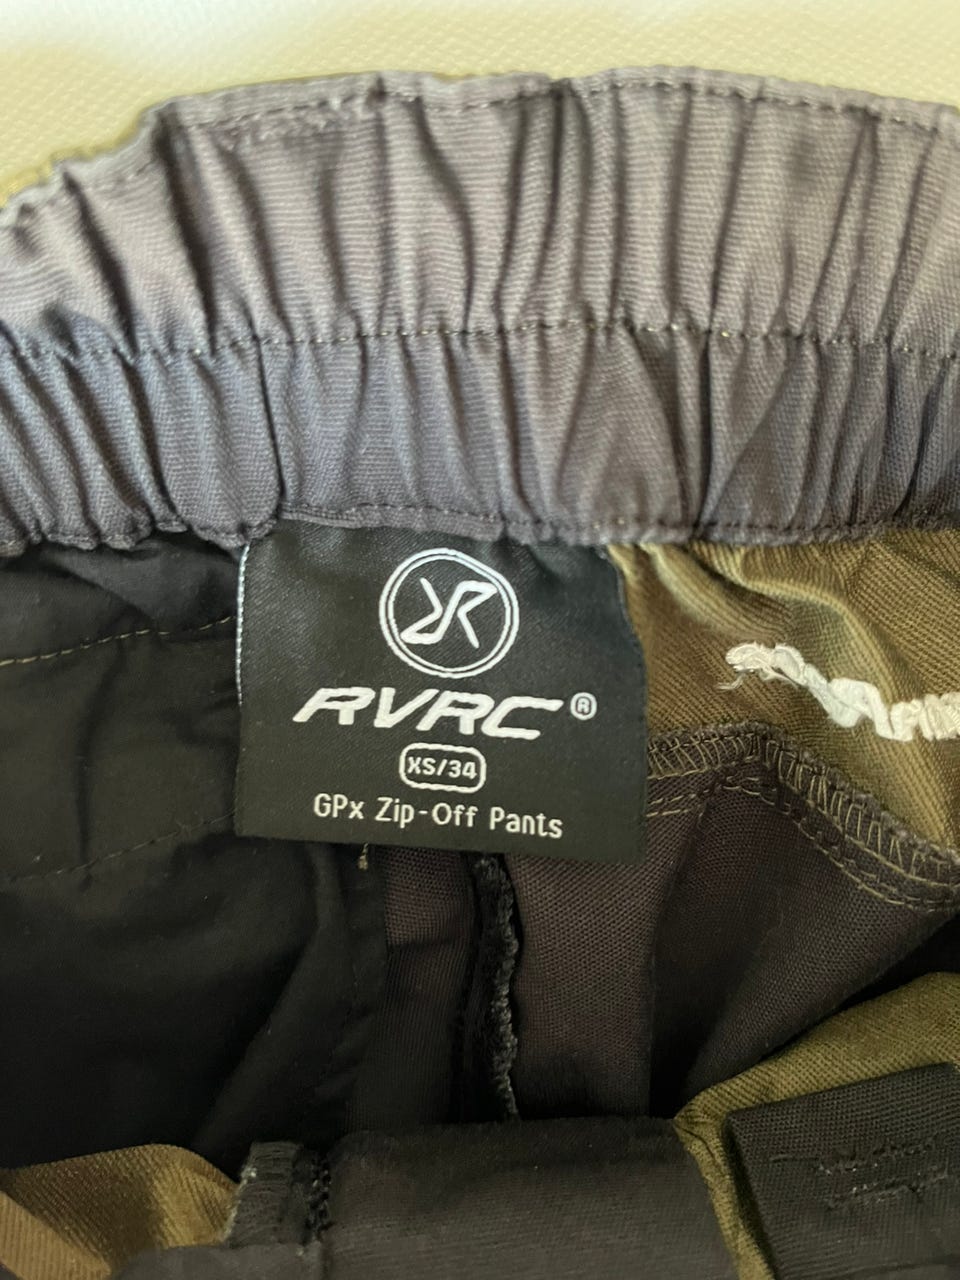 RVRC®
XS/34
GPx Zip-Off Pants